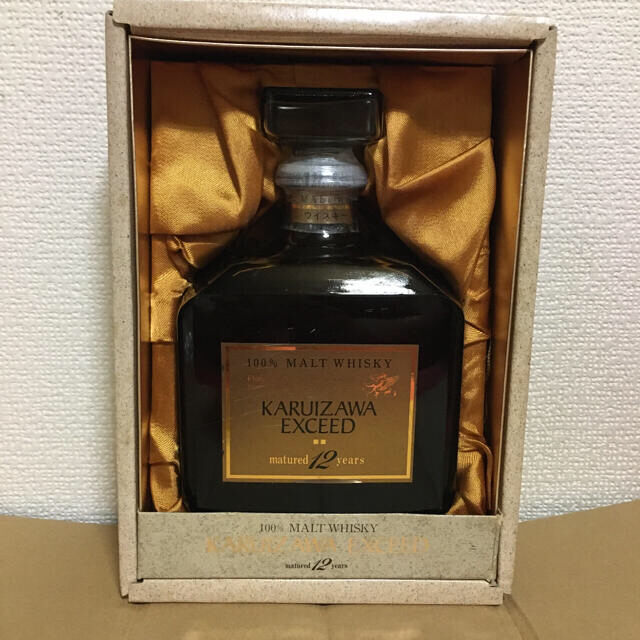 ウイスキー
100% MALT WHISKY
KARUIZAWA
EXCEED
matured 12 years
100% MALT WHISKY
KARUIZAWA EXCEED
matured 12 years